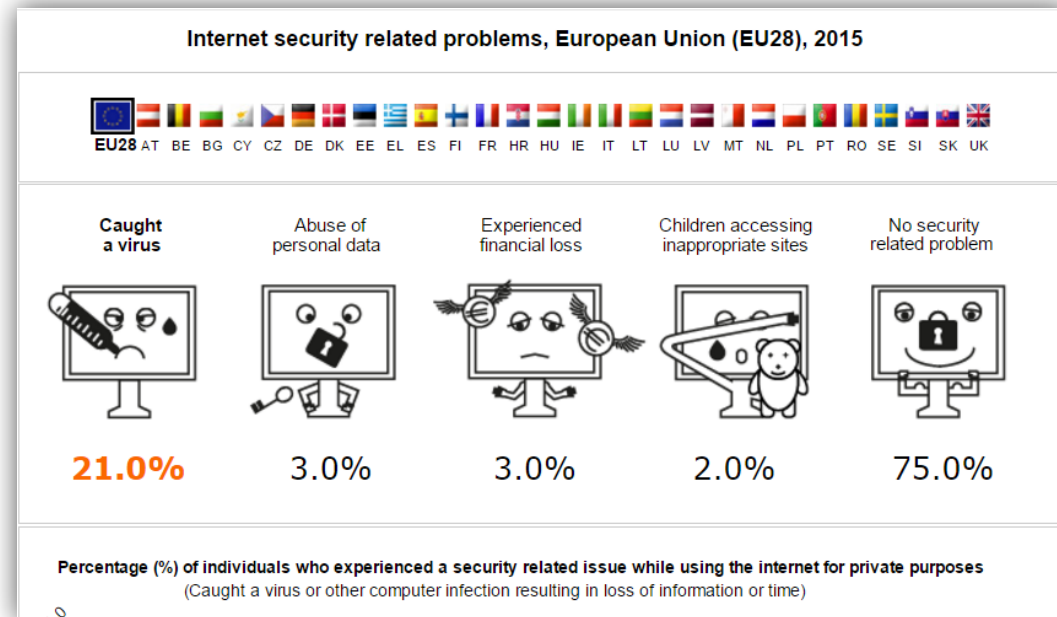 Internet security related problems, European Union (EU28), 2015
EU28 AT BE BG CY CZ DE DK EE EL ES FI FR HR HU IE IT LT LU LV MT NL PL PT RO SE SI SK UK
Caught
a virus
Abuse of
personal data
Experienced
financial loss
Children accessing
inappropriate sites
No security
related problem
21.0%
3.0%
3.0%
2.0%
75.0%
Percentage (%) of individuals who experienced a security related issue while using the internet for private purposes
(Caught a virus or other computer infection resulting in loss of information or time)